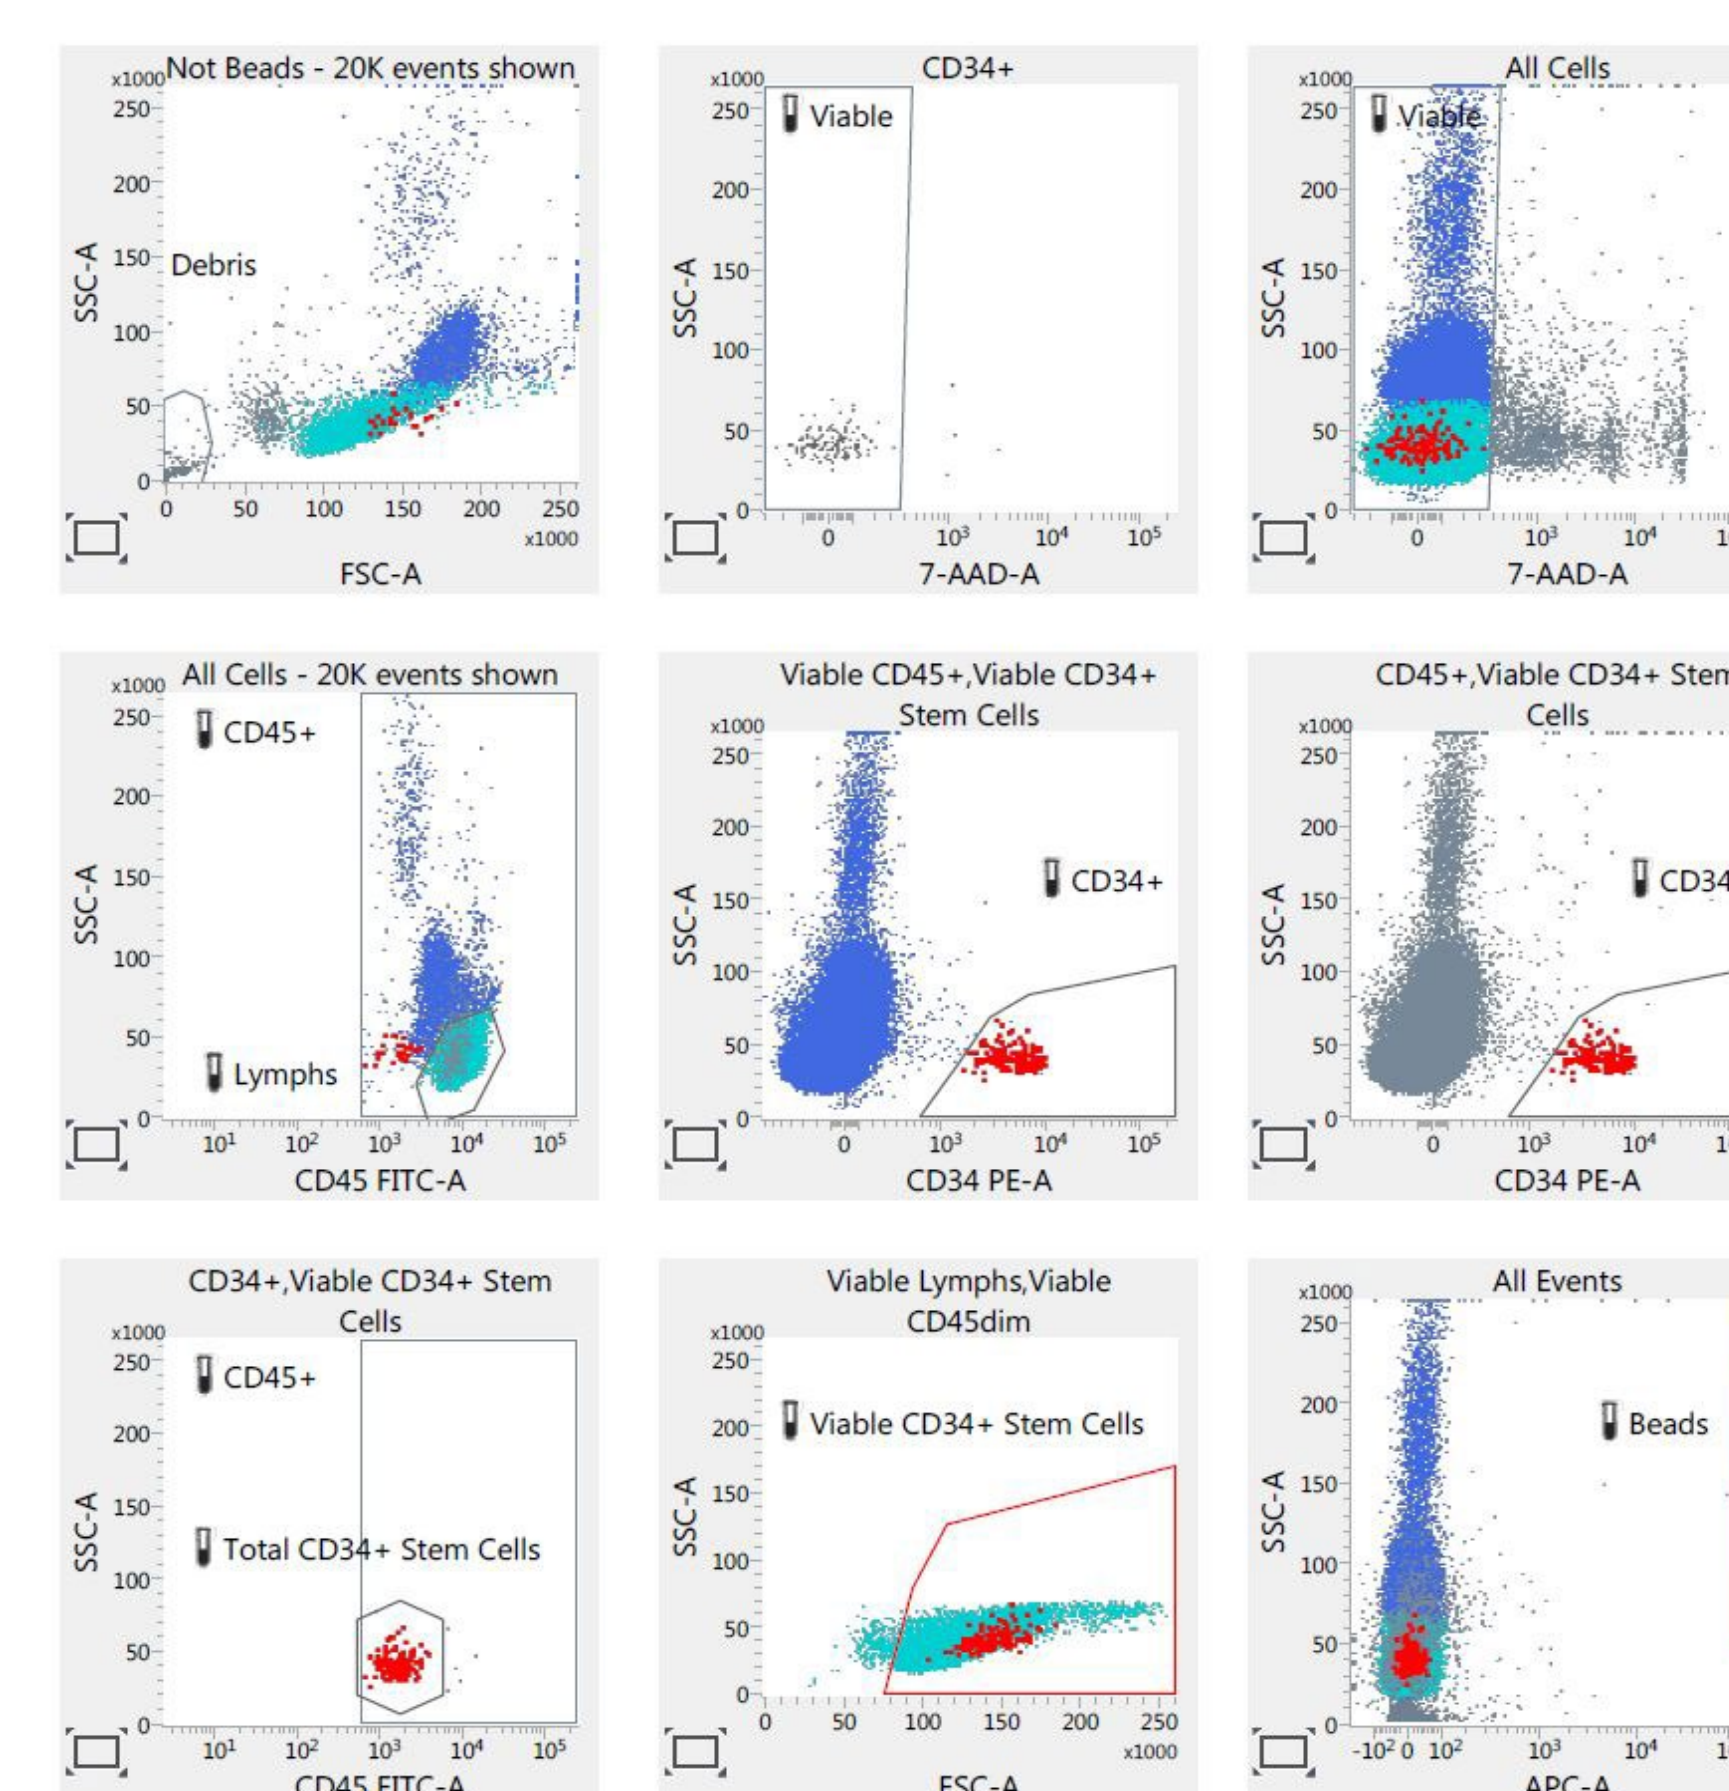 Not Beads - 20K events shown
x1000
250
200
150
100
50
0
SSC-A
Debris
0 50 100 150 200 250
x1000
FSC-A
CD34+
x1000
250
200
150
100
50
0
SSC-A
Viable
0 10³ 10⁴ 10⁵
7-AAD-A
All Cells
x1000
250
200
150
100
50
0
SSC-A
Viable
0 10³ 10⁴
7-AAD-A
All Cells - 20K events shown
x1000
250
200
150
100
50
0
SSC-A
CD45+
Lymphs
10¹ 10² 10³ 10⁴ 10⁵
CD45 FITC-A
Viable CD45+,Viable CD34+
Stem Cells
x1000
250
200
150
100
50
0
SSC-A
CD34+
0 10³ 10⁴ 10⁵
CD34 PE-A
CD45+,Viable CD34+ Stem
Cells
x1000
250
200
150
100
50
0
SSC-A
CD34
0 10³ 10⁴
CD34 PE-A
CD34+,Viable CD34+ Stem
Cells
x1000
250
200
150
100
50
0
SSC-A
CD45+
Total CD34+ Stem Cells
10¹ 10² 10³ 10⁴ 10⁵
CD45 FITC-A
Viable Lymphs,Viable
CD45dim
x1000
250
200
150
100
50
0
SSC-A
Viable CD34+ Stem Cells
0 50 100 150 200 250
x1000
FSC-A
All Events
x1000
250
200
150
100
50
0
SSC-A
Beads
-10² 0 10² 10³ 10⁴
APC-A